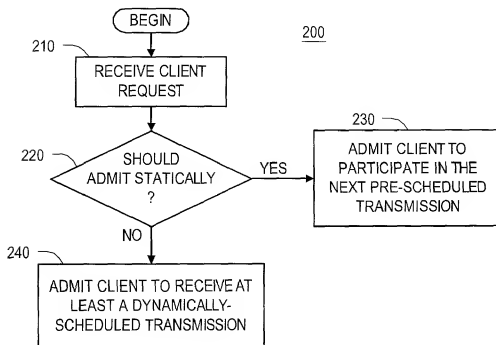 BEGIN
200
210
RECEIVE CLIENT
REQUEST
220
SHOULD
ADMIT STATICALLY
?
YES
230
ADMIT CLIENT TO
PARTICIPATE IN THE
NEXT PRE-SCHEDULED
TRANSMISSION
NO
240
ADMIT CLIENT TO RECEIVE AT
LEAST A DYNAMICALLY-
SCHEDULED TRANSMISSION